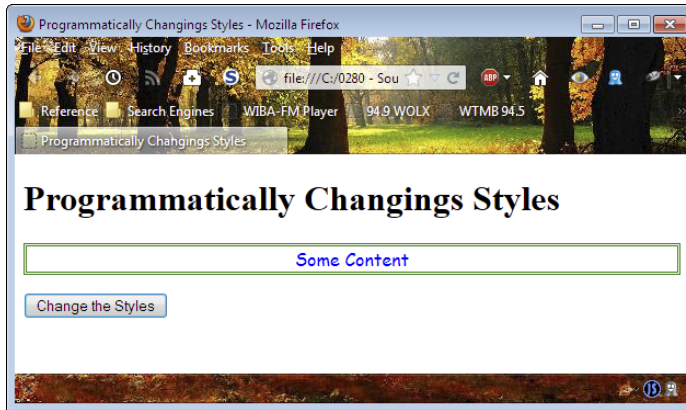 Programmatically Changings Styles - Mozilla Firefox
File Edit View History Bookmarks Tools Help
S file:///C:/0280 - Sou ABP
Reference Search Engines WIBA-FM Player 94.9 WOLX WTMB 94.5
Programmatically Chahgings Styles
Programmatically Changings Styles
Some Content
Change the Styles
JS